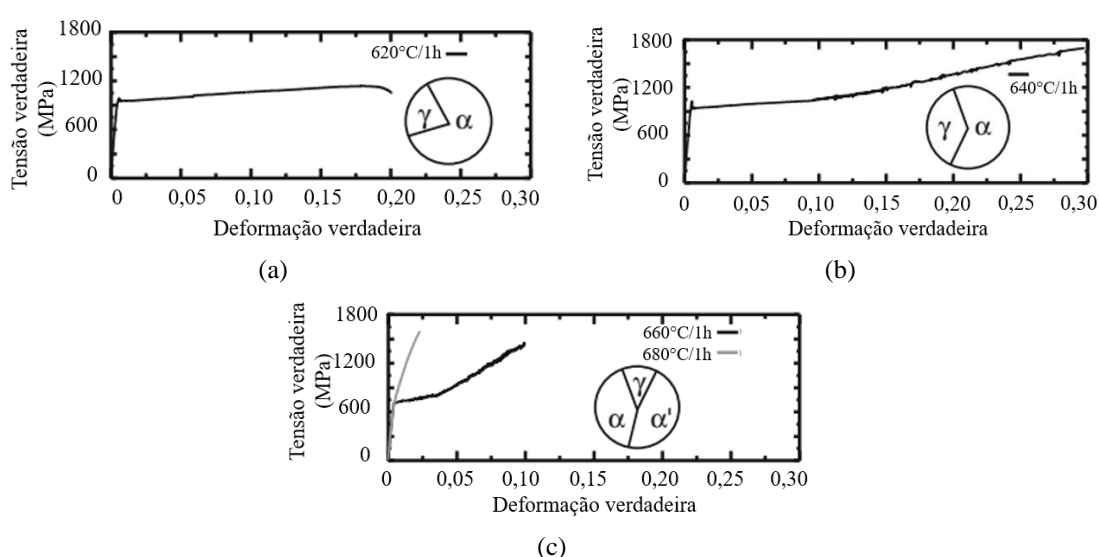 (a)
Tensão verdadeira
(MPa)
1800
1200
600
0
620°C/1h
γ
α
0 0,05 0,10 0,15 0,20 0,25 0,30
Deformação verdadeira
(b)
Tensão verdadeira
(MPa)
1800
1200
600
0
640°C/1h
γ
α
0 0,05 0,10 0,15 0,20 0,25 0,30
Deformação verdadeira
(a)
(b)
Tensão verdadeira
(MPa)
1800
1200
600
0
660°C/1h
680°C/1h
γ
α
α'
0 0,05 0,10 0,15 0,20 0,25 0,30
Deformação verdadeira
(c)